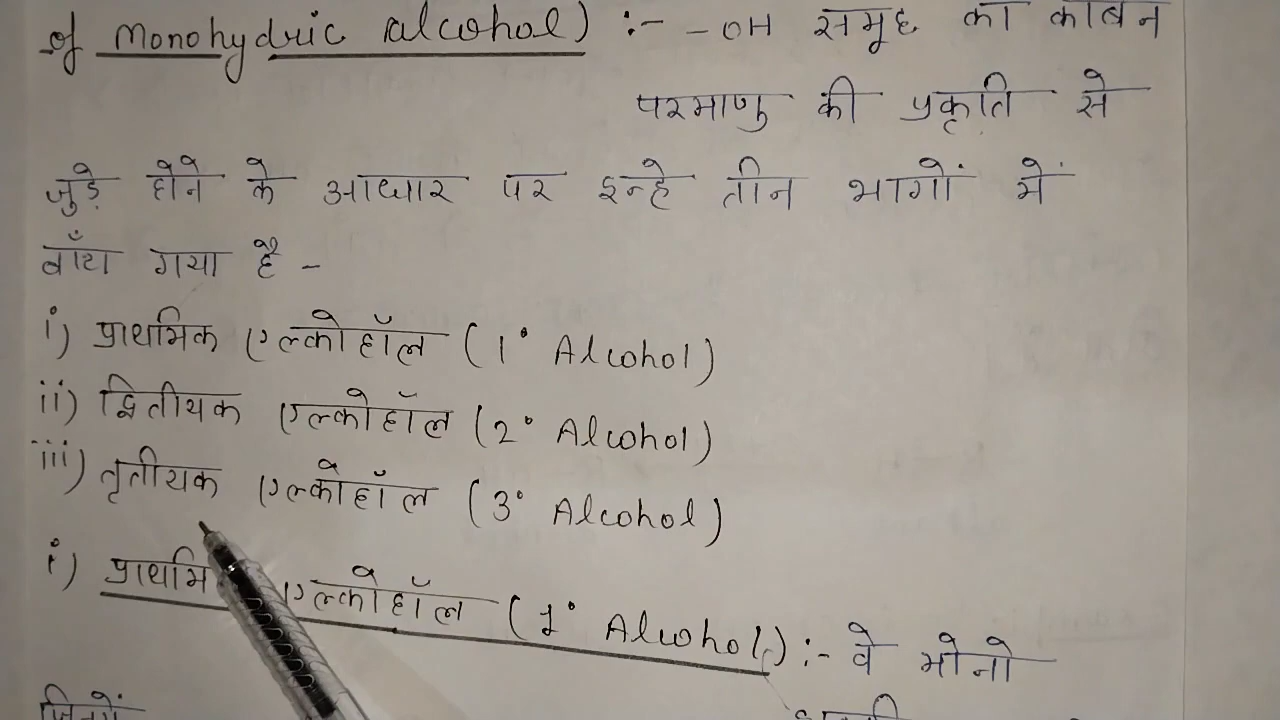 of monohydric alcohol) :- -OH समूह का काबन
परमाणु की प्रकृति से
जुड़े होने के आधार पर इन्हे तीन भागों में
बाँटा गया है -
i) प्राथमिक एल्कोहॉल (1° Alcohol)
ii) द्वितीयक एल्कोहॉल (2° Alcohol)
iii) तृतीयक एल्कोहॉल (3° Alcohol)
i) प्राथमि एल्कोहॉल (1° Alcohol) :- वे मोनो